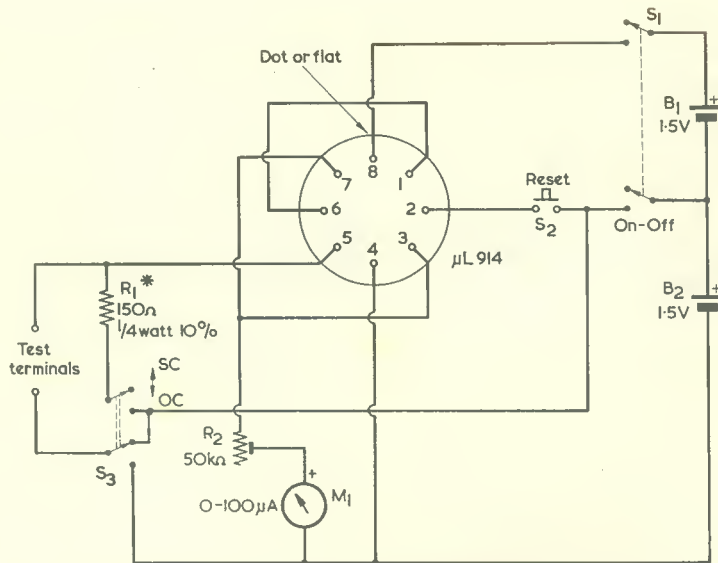 S1
Dot or flat
B1
1·5V
8
7
1
6
2
Reset
5
3
S2
On-Off
4
μL 914
R1*
150Ω
1/4 watt 10%
B2
1·5V
Test
terminals
SC
OC
R2
50kΩ
S3
0-100μA
M1
+
+
+